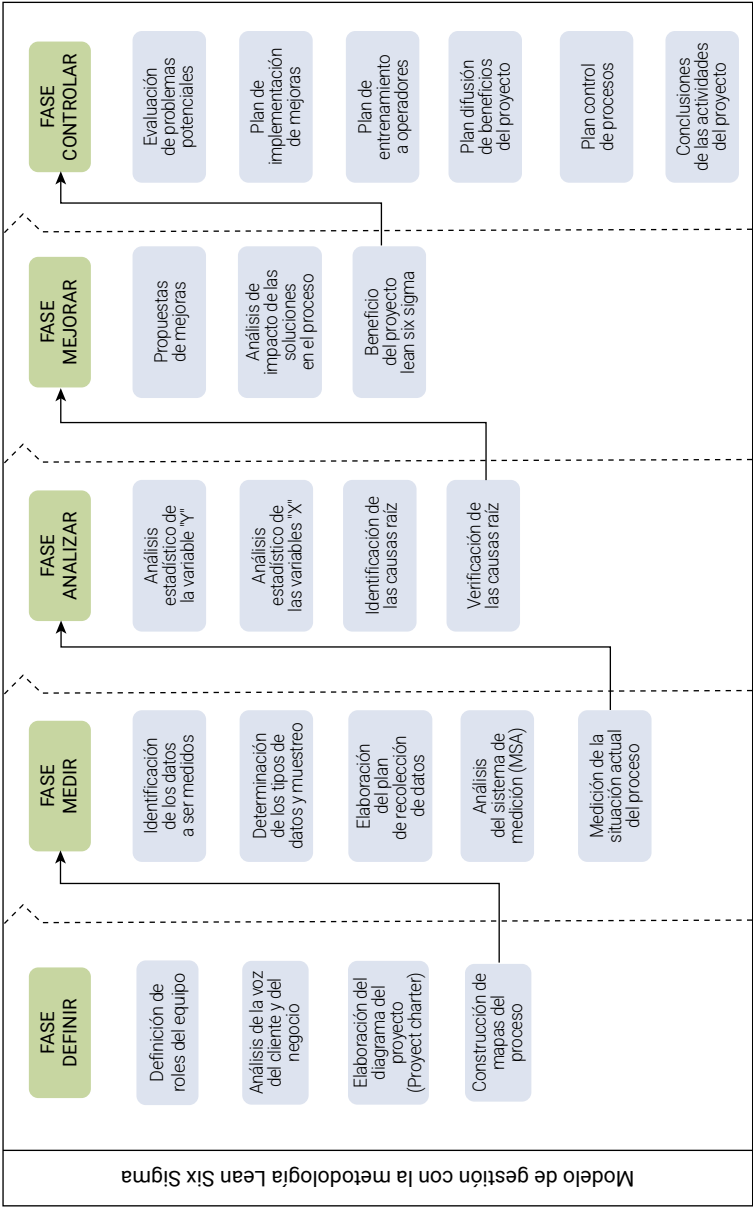 Modelo de gestión con la metodología Lean Six Sigma
FASE
DEFINIR
Definición de
roles del equipo
Análisis de la voz
del cliente y del
negocio
Elaboración del
diagrama del
proyecto
(Proyect charter)
Construcción de
mapas del
proceso
FASE
MEDIR
Identificación
de los datos
a ser medidos
Determinación
de los tipos de
datos y muestreo
Elaboración
del plan
de recolección
de datos
Análisis
del sistema de
medición (MSA)
Medición de la
situación actual
del proceso
FASE
ANALIZAR
Análisis
estadístico de
la variable "Y"
Análisis
estadístico de
las variables "X"
Identificación de
las causas raíz
Verificación de
las causas raíz
FASE
MEJORAR
Propuestas
de mejoras
Análisis de
impacto de las
soluciones
en el proceso
Beneficio
del proyecto
lean six sigma
FASE
CONTROLAR
Evaluación
de problemas
potenciales
Plan de
implementación
de mejoras
Plan de
entrenamiento
a operadores
Plan difusión
de beneficios
del proyecto
Plan control
de procesos
Conclusiones
de las actividades
del proyecto